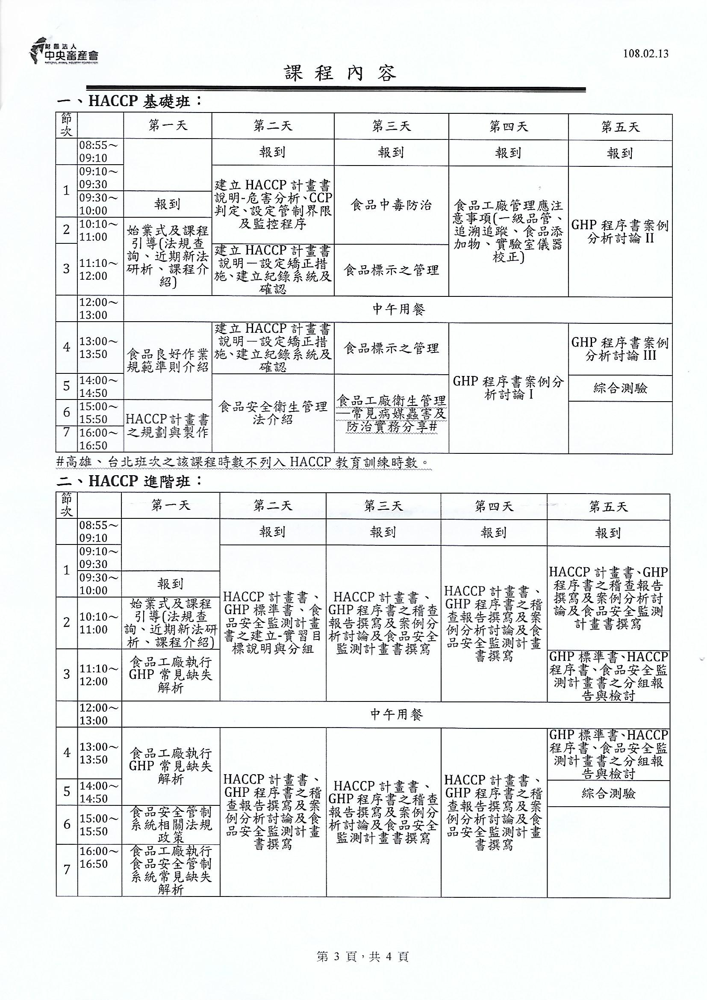 財團法人
中央畜產會
NATIONAL ANIMAL INDUSTRY FOUNDATION
108.02.13
課 程 內 容
一、HACCP 基礎班：
節次
第一天
第二天
第三天
第四天
第五天
08:55～
09:10
報到
報到
報到
報到
1
09:10～
09:30
09:30～
10:00
報到
建立 HACCP 計畫書
說明-危害分析、CCP
判定、設定管制界限
及監控程序
食品中毒防治
食品工廠管理應注
意事項(一級品管、
追溯追蹤、食品添
加物、實驗室儀器
校正)
GHP 程序書案例
分析討論 II
2
10:10～
11:00
始業式及課程
引導(法規查
詢、近期新法
研析、課程介
紹)
3
11:10～
12:00
建立 HACCP 計畫書
說明－設定矯正措
施、建立紀錄系統及
確認
食品標示之管理
12:00～
13:00
中午用餐
4
13:00～
13:50
食品良好作業
規範準則介紹
建立 HACCP 計畫書
說明－設定矯正措
施、建立紀錄系統及
確認
食品標示之管理
GHP 程序書案例分
析討論 I
GHP 程序書案例
分析討論 III
5
14:00～
14:50
食品安全衛生管理
法介紹
食品工廠衛生管理
—常見病媒蟲害及
防治實務分享#
綜合測驗
6
15:00～
15:50
HACCP計畫書
之規劃與製作
7
16:00～
16:50
#高雄、台北班次之該課程時數不列入 HACCP 教育訓練時數。
二、HACCP 進階班：
節次
第一天
第二天
第三天
第四天
第五天
08:55～
09:10
報到
報到
報到
報到
1
09:10～
09:30
09:30～
10:00
報到
HACCP 計畫書、
GHP 標準書、食
品安全監測計畫
書之建立-實習目
標說明與分組
HACCP 計畫書、
GHP 程序書之稽查
報告撰寫及案例分
析討論及食品安全
監測計畫書撰寫
HACCP 計畫書、
GHP 程序書之稽
查報告撰寫及案
例分析討論及食
品安全監測計畫
書撰寫
HACCP 計畫書、GHP
程序書之稽查報告
撰寫及案例分析討
論及食品安全監測
計畫書撰寫
2
10:10～
11:00
始業式及課程
引導(法規查
詢、近期新法研
析、課程介紹)
3
11:10～
12:00
食品工廠執行
GHP 常見缺失
解析
GHP 標準書、HACCP
程序書、食品安全監
測計畫書之分組報
告與檢討
12:00～
13:00
中午用餐
4
13:00～
13:50
食品工廠執行
GHP 常見缺失
解析
HACCP 計畫書、
GHP 程序書之稽
查報告撰寫及案
例分析討論及食
品安全監測計畫
書撰寫
HACCP 計畫書、
GHP 程序書之稽查
報告撰寫及案例分
析討論及食品安全
監測計畫書撰寫
HACCP 計畫書、
GHP 程序書之稽
查報告撰寫及案
例分析討論及食
品安全監測計畫
書撰寫
GHP 標準書、HACCP
程序書、食品安全監
測計畫書之分組報
告與檢討
5
14:00～
14:50
綜合測驗
6
15:00～
15:50
食品安全管制
系統相關法規
政策
7
16:00～
16:50
食品工廠執行
食品安全管制
系統常見缺失
解析
第 3 頁，共 4 頁